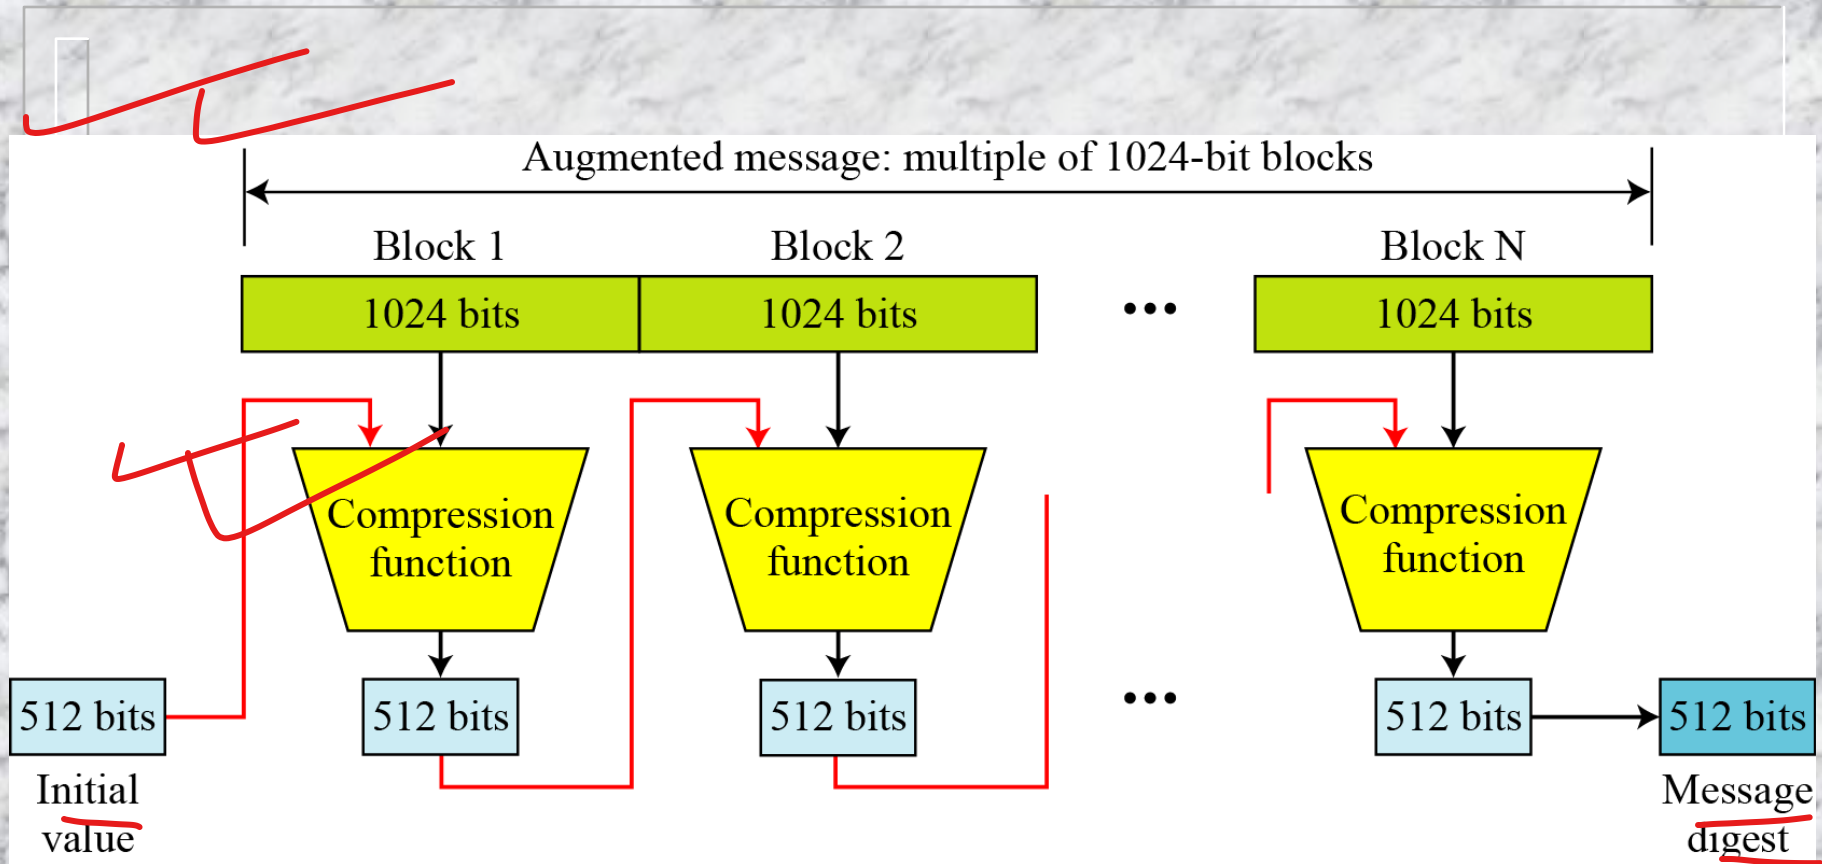 Augmented message: multiple of 1024-bit blocks
Block 1 Block 2 Block N
1024 bits 1024 bits ... 1024 bits
Compression function
Compression function
Compression function
512 bits 512 bits 512 bits ... 512 bits 512 bits
Initial value
Message digest